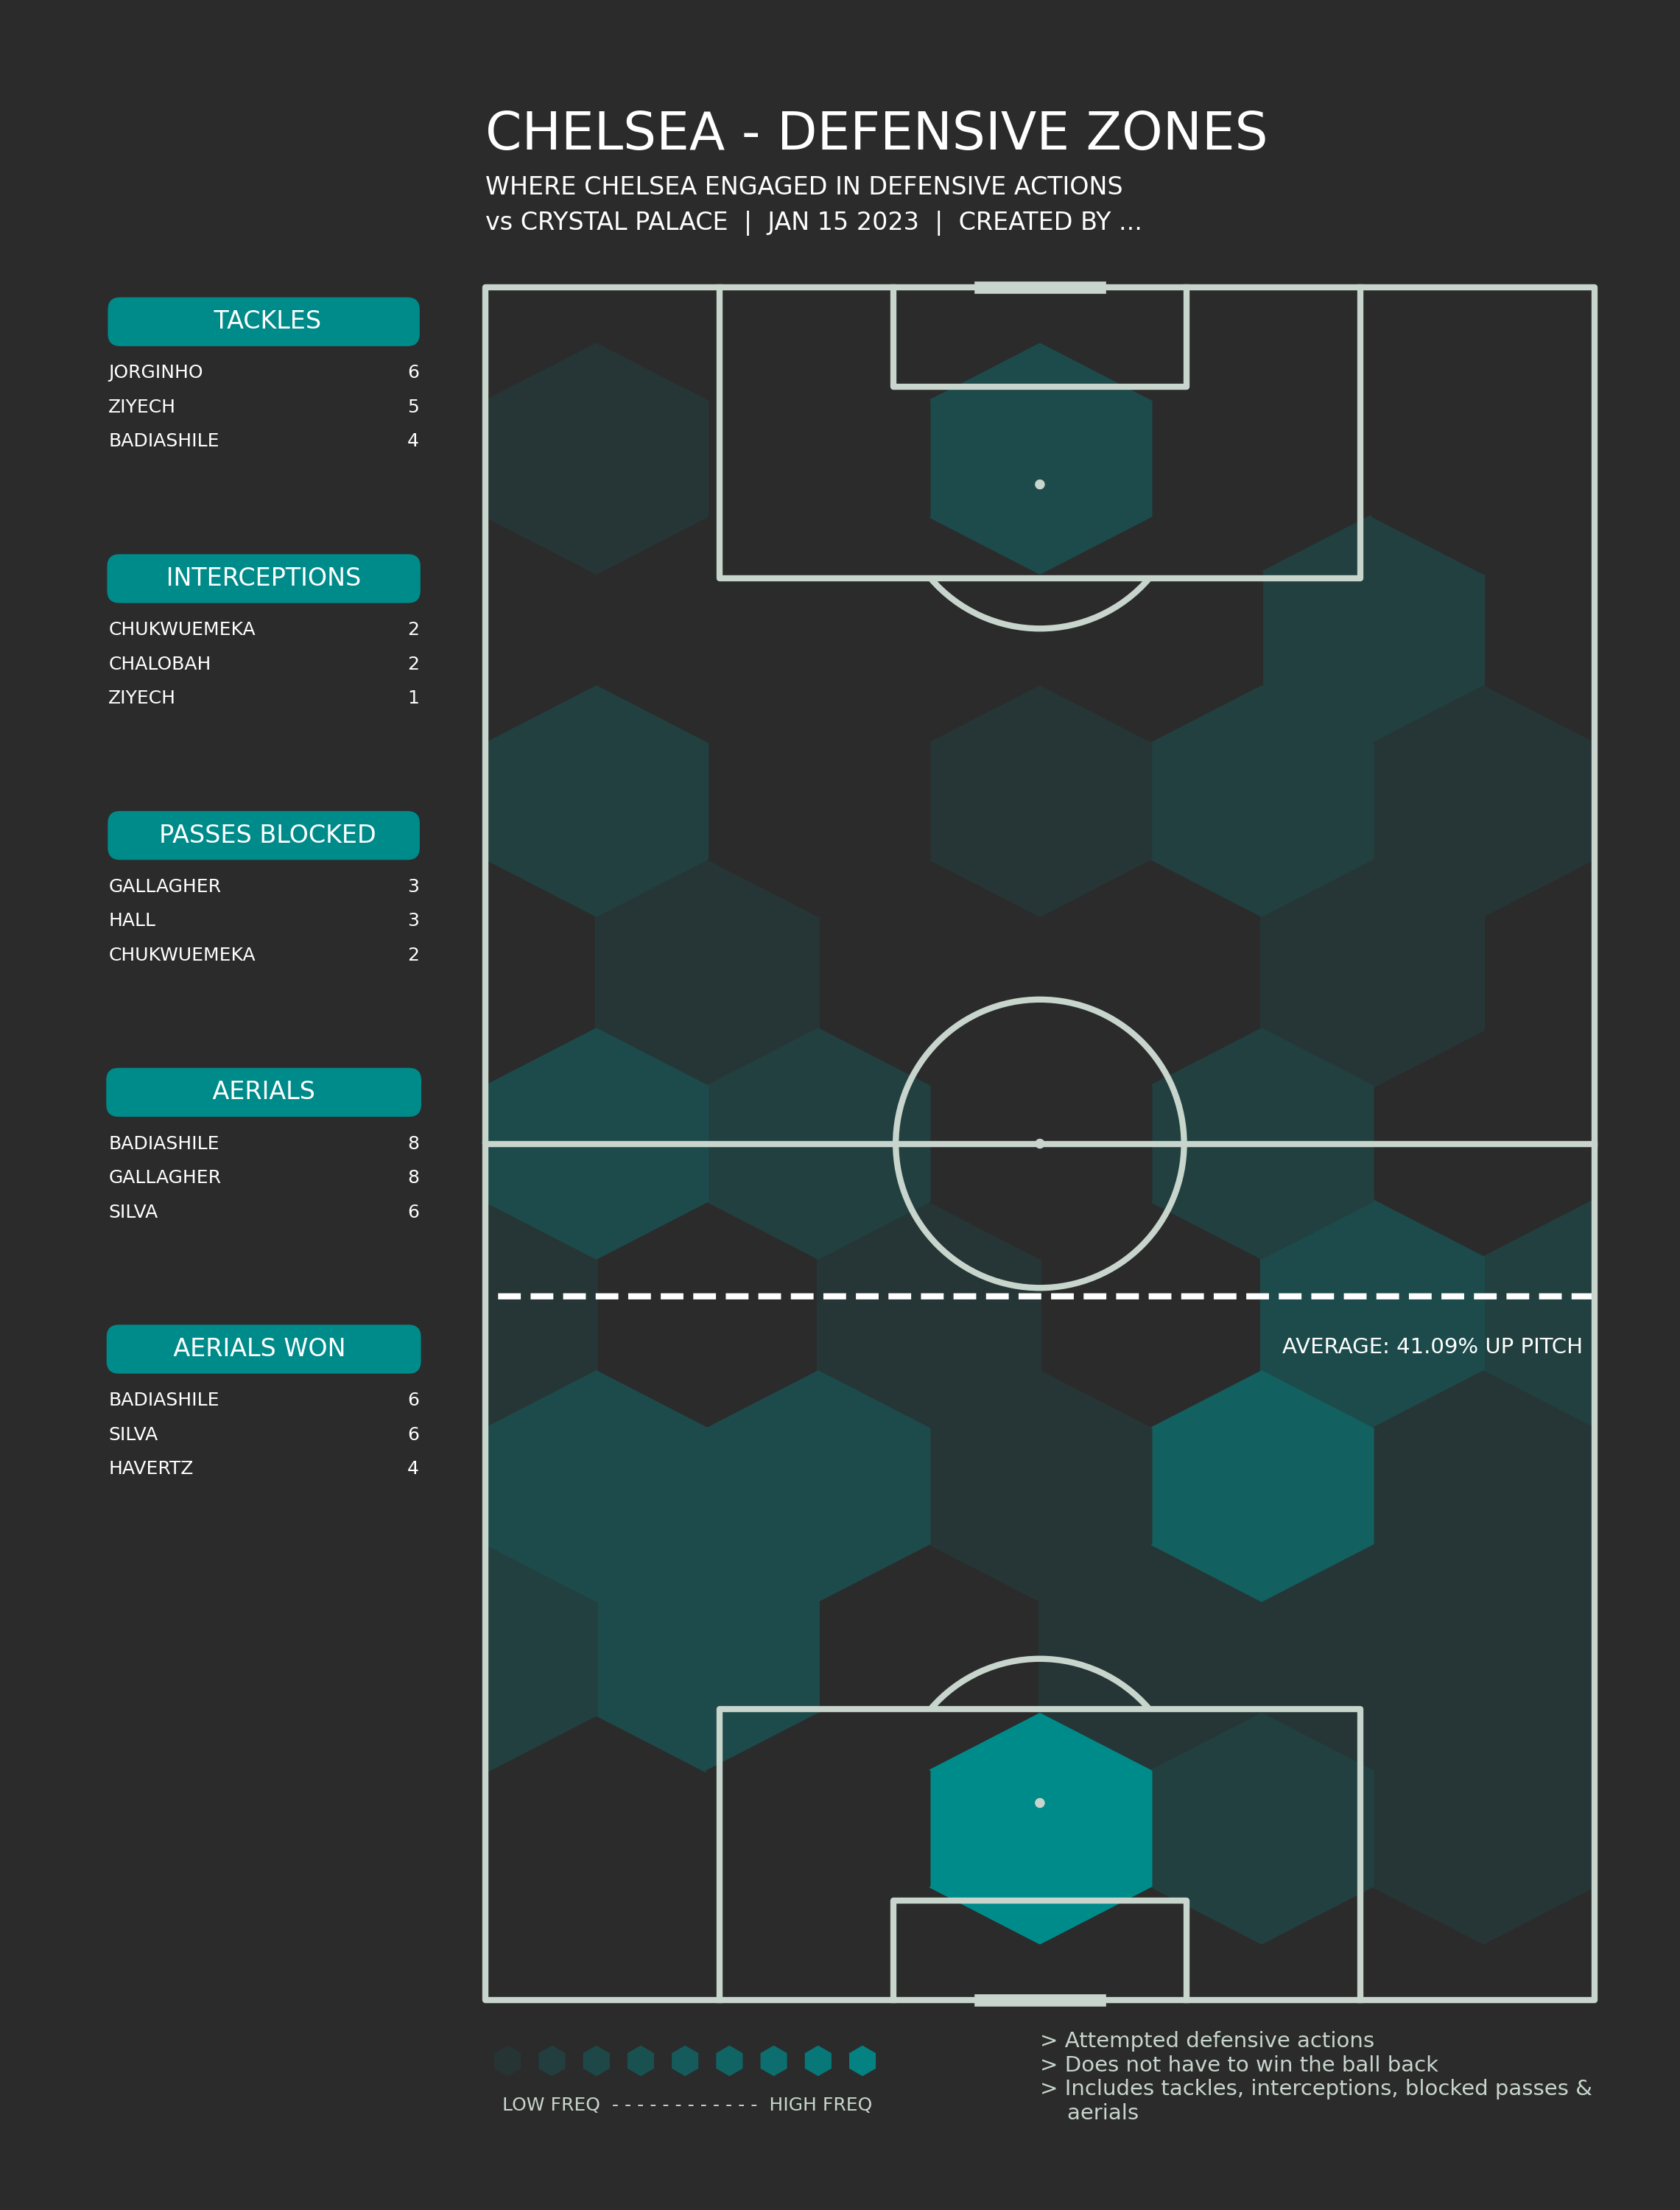 CHELSEA - DEFENSIVE ZONES
WHERE CHELSEA ENGAGED IN DEFENSIVE ACTIONS
vs CRYSTAL PALACE | JAN 15 2023 | CREATED BY ...
TACKLES
JORGINHO 6
ZIYECH 5
BADIASHILE 4
INTERCEPTIONS
CHUKWUEMEKA 2
CHALOBAH 2
ZIYECH 1
PASSES BLOCKED
GALLAGHER 3
HALL 3
CHUKWUEMEKA 2
AERIALS
BADIASHILE 8
GALLAGHER 8
SILVA 6
AERIALS WON
BADIASHILE 6
SILVA 6
HAVERTZ 4
AVERAGE: 41.09% UP PITCH
LOW FREQ - - - - - - - - - - - - HIGH FREQ
> Attempted defensive actions
> Does not have to win the ball back
> Includes tackles, interceptions, blocked passes &
aerials